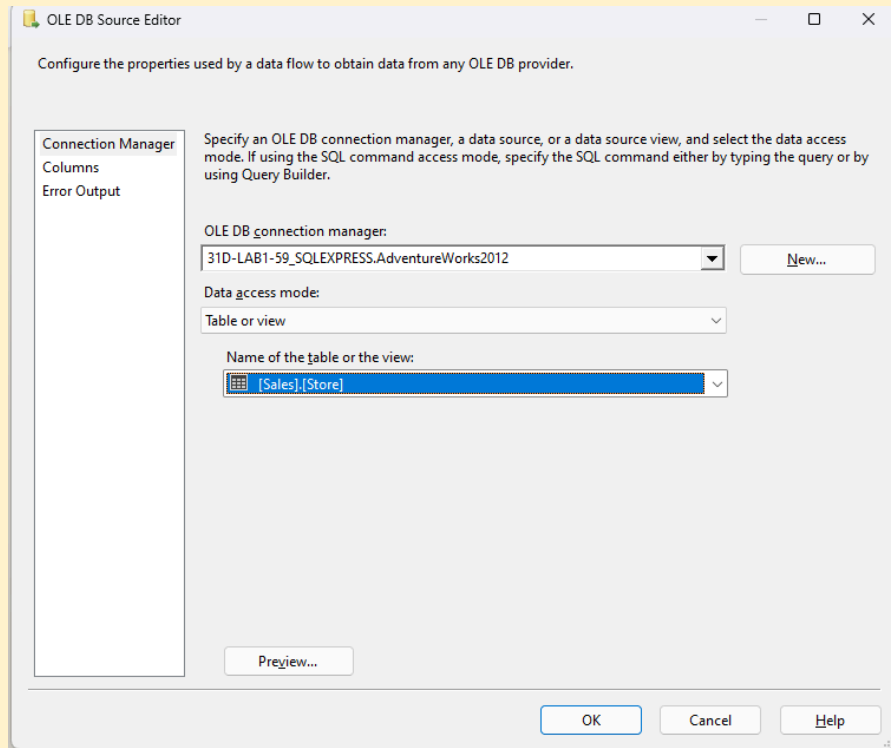 OLE DB Source Editor
Configure the properties used by a data flow to obtain data from any OLE DB provider.
Connection Manager
Columns
Error Output
Specify an OLE DB connection manager, a data source, or a data source view, and select the data access
mode. If using the SQL command access mode, specify the SQL command either by typing the query or by
using Query Builder.
OLE DB connection manager:
31D-LAB1-59_SQLEXPRESS.AdventureWorks2012
New...
Data access mode:
Table or view
Name of the table or the view:
[Sales].[Store]
Preview...
OK
Cancel
Help